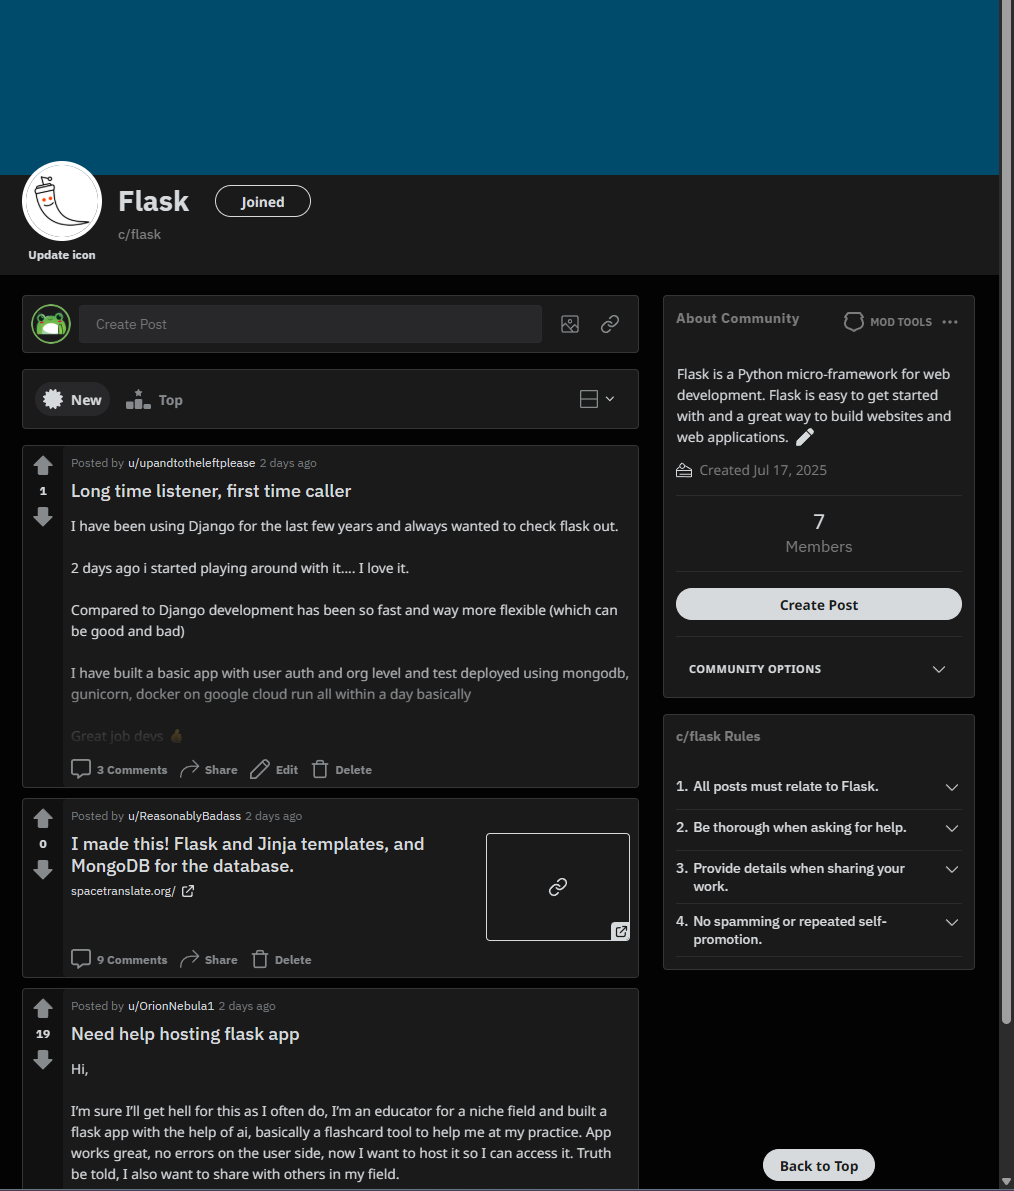 Flask
Joined
c/flask
Update icon
Create Post
New
Top
Posted by u/upandtotheleftplease 2 days ago
1
Long time listener, first time caller
I have been using Django for the last few years and always wanted to check flask out.
2 days ago i started playing around with it.... I love it.
Compared to Django development has been so fast and way more flexible (which can
be good and bad)
I have built a basic app with user auth and org level and test deployed using mongodb,
gunicorn, docker on google cloud run all within a day basically
Great job devs 👍
3 Comments Share Edit Delete
Posted by u/ReasonablyBadass 2 days ago
0
I made this! Flask and Jinja templates, and
MongoDB for the database.
spacetranslate.org/
9 Comments Share Delete
Posted by u/OrionNebula1 2 days ago
19
Need help hosting flask app
Hi,
I'm sure I'll get hell for this as I often do, I'm an educator for a niche field and built a
flask app with the help of ai, basically a flashcard tool to help me at my practice. App
works great, no errors on the user side, now I want to host it so I can access it. Truth
be told, I also want to share with others in my field.
About Community
MOD TOOLS
Flask is a Python micro-framework for web
development. Flask is easy to get started
with and a great way to build websites and
web applications.
Created Jul 17, 2025
7
Members
Create Post
COMMUNITY OPTIONS
c/flask Rules
1. All posts must relate to Flask.
2. Be thorough when asking for help.
3. Provide details when sharing your
work.
4. No spamming or repeated self-
promotion.
Back to Top